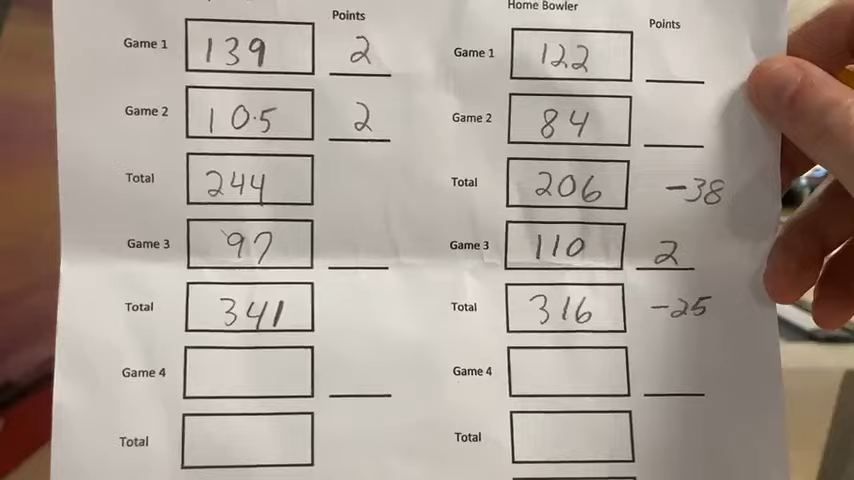 Points
Home Bowler
Points
Game 1 139 2
Game 1 122
Game 2 105 2
Game 2 84
Total 244
Total 206 -38
Game 3 97
Game 3 110 2
Total 341
Total 316 -25
Game 4
Game 4
Total
Total